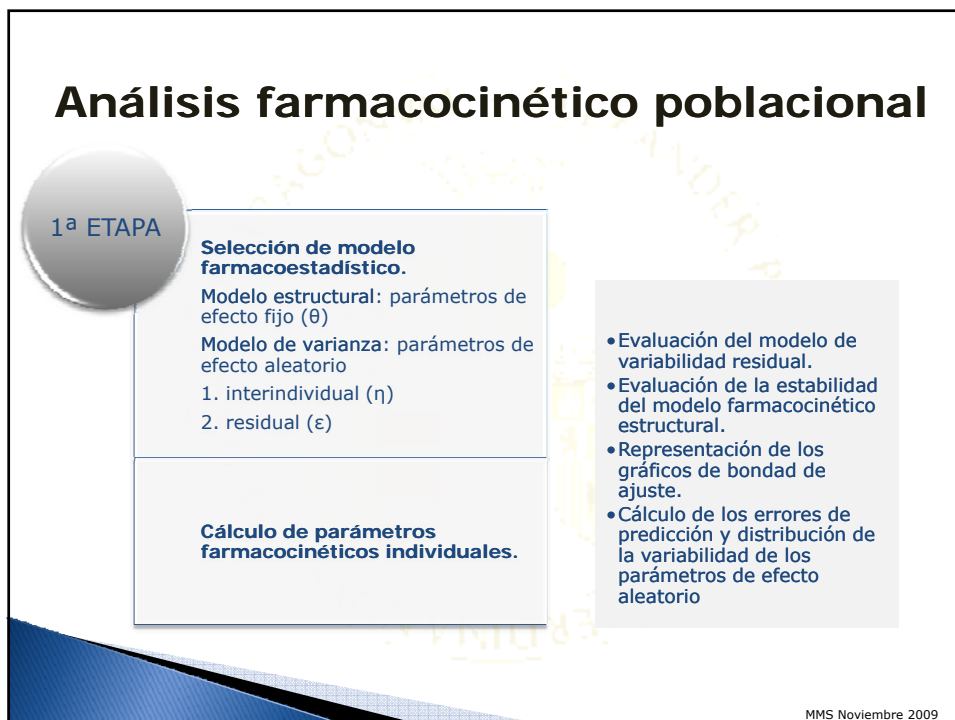 Análisis farmacocinético poblacional
1ª ETAPA
Selección de modelo
farmacoestadístico.
Modelo estructural: parámetros de
efecto fijo (θ)
Modelo de varianza: parámetros de
efecto aleatorio
1. interindividual (η)
2. residual (ε)
Cálculo de parámetros
farmacocinéticos individuales.
•Evaluación del modelo de
variabilidad residual.
•Evaluación de la estabilidad
del modelo farmacocinético
estructural.
•Representación de los
gráficos de bondad de
ajuste.
•Cálculo de los errores de
predicción y distribución de
la variabilidad de los
parámetros de efecto
aleatorio
MMS Noviembre 2009